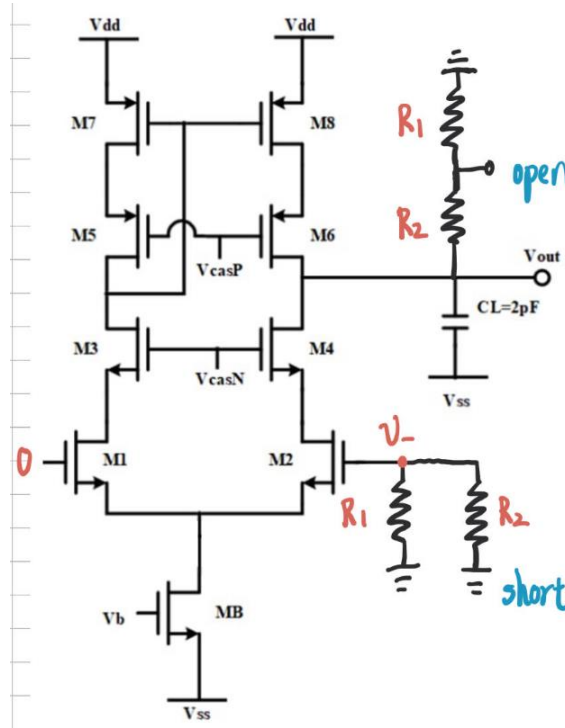 Vdd
Vdd
M7
M8
R1
open
R2
M5
M6
VcasP
Vout
CL=2pF
M3
M4
VcasN
Vss
0
M1
M2
V-
R1
R2
short
Vb
MB
Vss